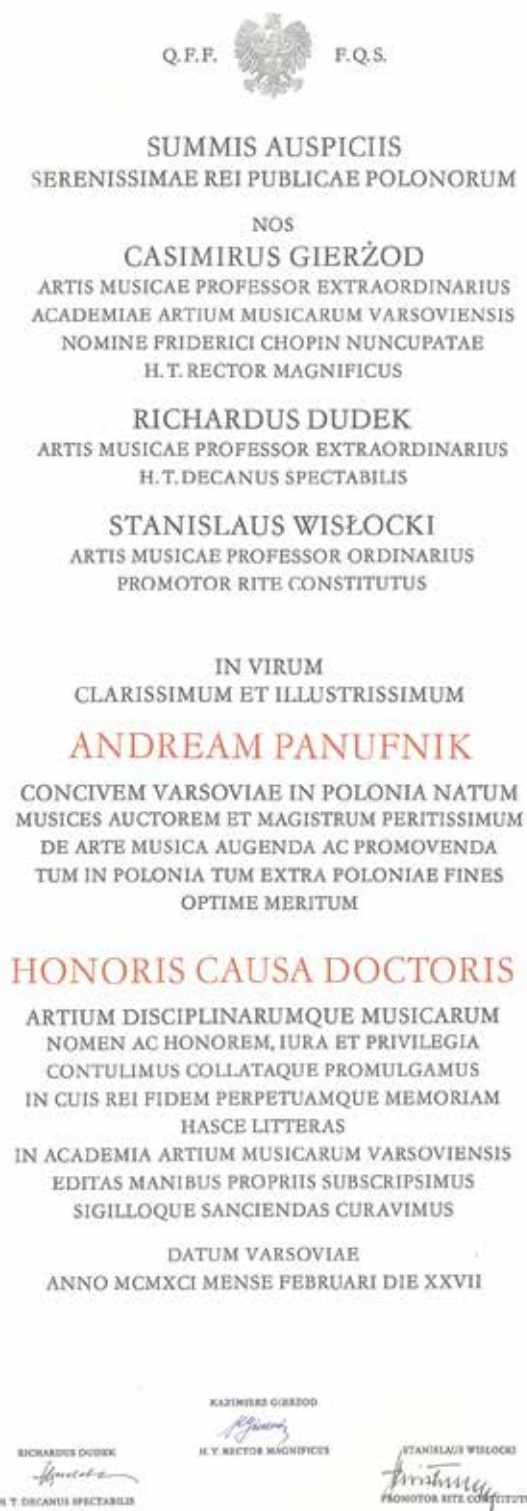 Q.F.F. F.Q.S.
SUMMIS AUSPICIIS
SERENISSIMAE REI PUBLICAE POLONORUM
NOS
CASIMIRUS GIERŻOD
ARTIS MUSICAE PROFESSOR EXTRAORDINARIUS
ACADEMIAE ARTIUM MUSICARUM VARSOVIENSIS
NOMINE FRIDERICI CHOPIN NUNCUPATAE
H.T. RECTOR MAGNIFICUS
RICHARDUS DUDEK
ARTIS MUSICAE PROFESSOR EXTRAORDINARIUS
H.T. DECANUS SPECTABILIS
STANISLAUS WISŁOCKI
ARTIS MUSICAE PROFESSOR ORDINARIUS
PROMOTOR RITE CONSTITUTUS
IN VIRUM
CLARISSIMUM ET ILLUSTRISSIMUM
ANDREAM PANUFNIK
CONCIVEM VARSOVIAE IN POLONIA NATUM
MUSICES AUCTOREM ET MAGISTRUM PERITISSIMUM
DE ARTE MUSICA AUGENDA AC PROMOVENDA
TUM IN POLONIA TUM EXTRA POLONIAE FINES
OPTIME MERITUM
HONORIS CAUSA DOCTORIS
ARTIUM DISCIPLINARUMQUE MUSICARUM
NOMEN AC HONOREM, IURA ET PRIVILEGIA
CONTULIMUS COLLATAQUE PROMULGAMUS
IN CUIS REI FIDEM PERPETUAMQUE MEMORIAM
HASCE LITTERAS
IN ACADEMIA ARTIUM MUSICARUM VARSOVIENSIS
EDITAS MANIBUS PROPRIIS SUBSCRIPSIMUS
SIGILLOQUE SANCIENDAS CURAVIMUS
DATUM VARSOVIAE
ANNO MCMXCI MENSE FEBRUARI DIE XXVII
KAZIMIERZ GIERŻOD
H.T. RECTOR MAGNIFICUS
RICHARDUS DUDEK
H T. DECANUS SPECTABILIS
STANISLAUS WISŁOCKI
PROMOTOR RITE CONSTITUTUS